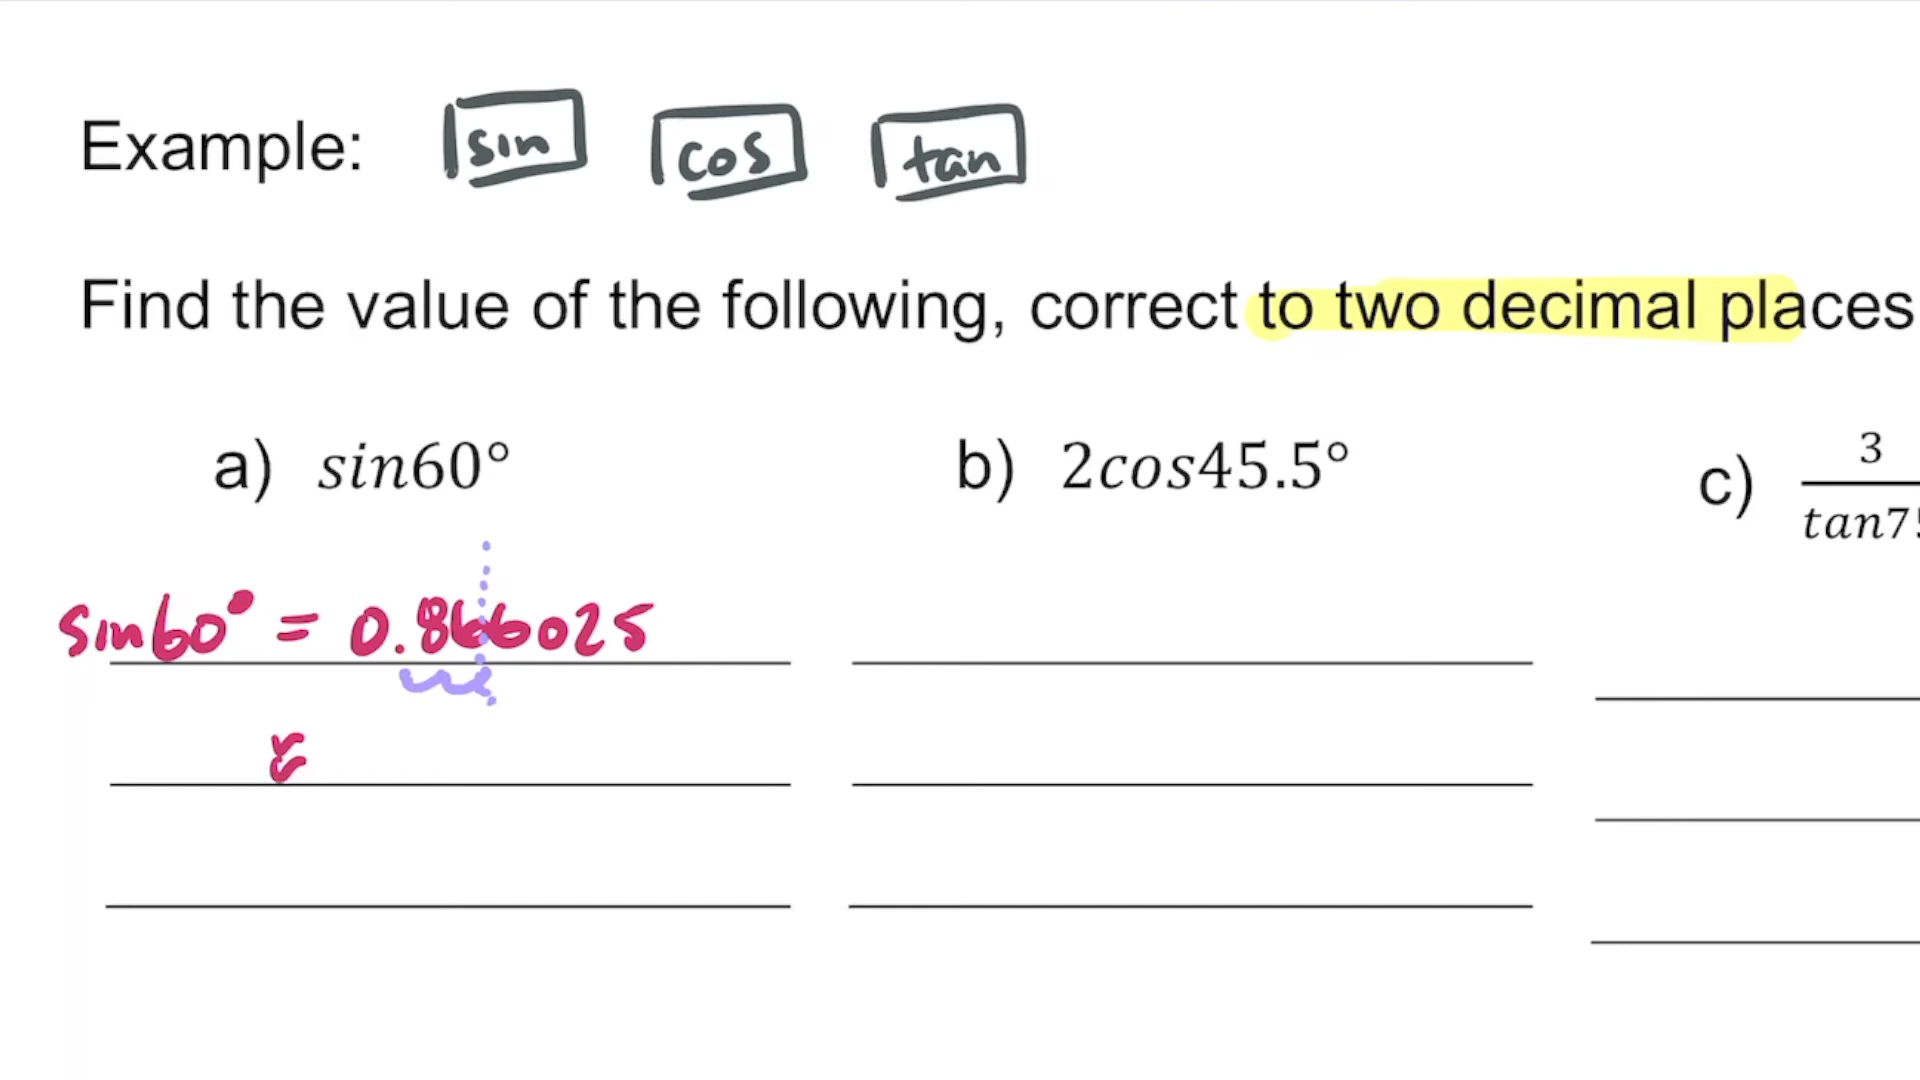 Example: sin cos tan
Find the value of the following, correct to two decimal places
a) sin60° b) 2cos45.5° c) 3
tan75
sin60° = 0.866025
≈